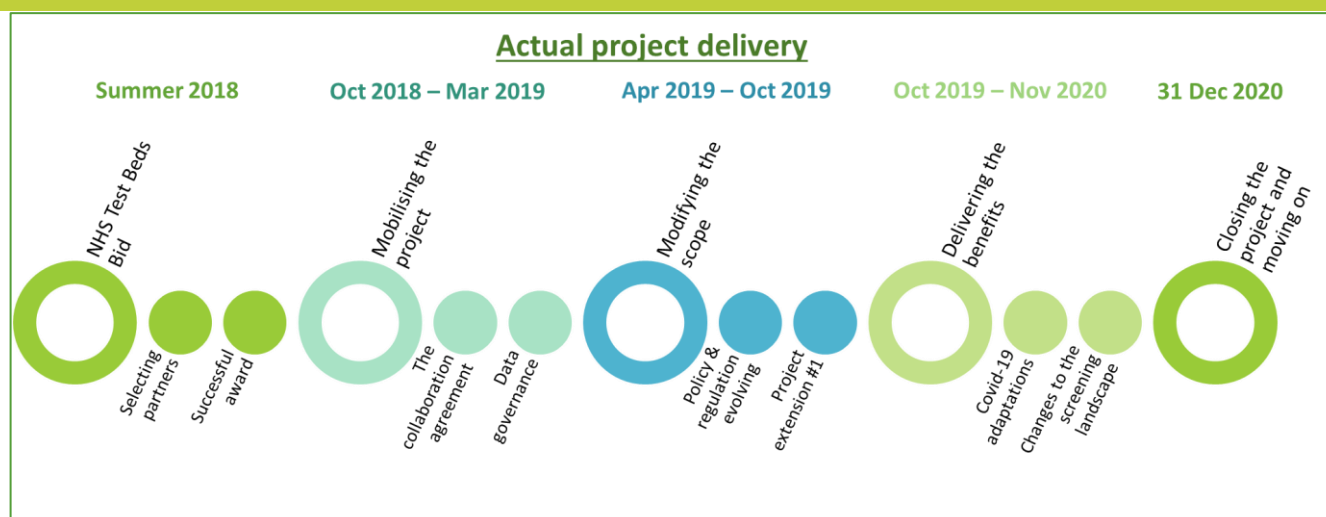 Actual project delivery
Summer 2018
Oct 2018 – Mar 2019
Apr 2019 – Oct 2019
Oct 2019 – Nov 2020
31 Dec 2020
NHS Test Beds
Bid
Selecting
partners
Successful
award
Mobilising the
project
The
collaboration
agreement
Data
governance
Modifying the
scope
Policy &
regulation
evolving
Project
extension #1
Delivering the
benefits
Covid-19
adaptations
Changes to the
screening
landscape
Closing the
project and
moving on